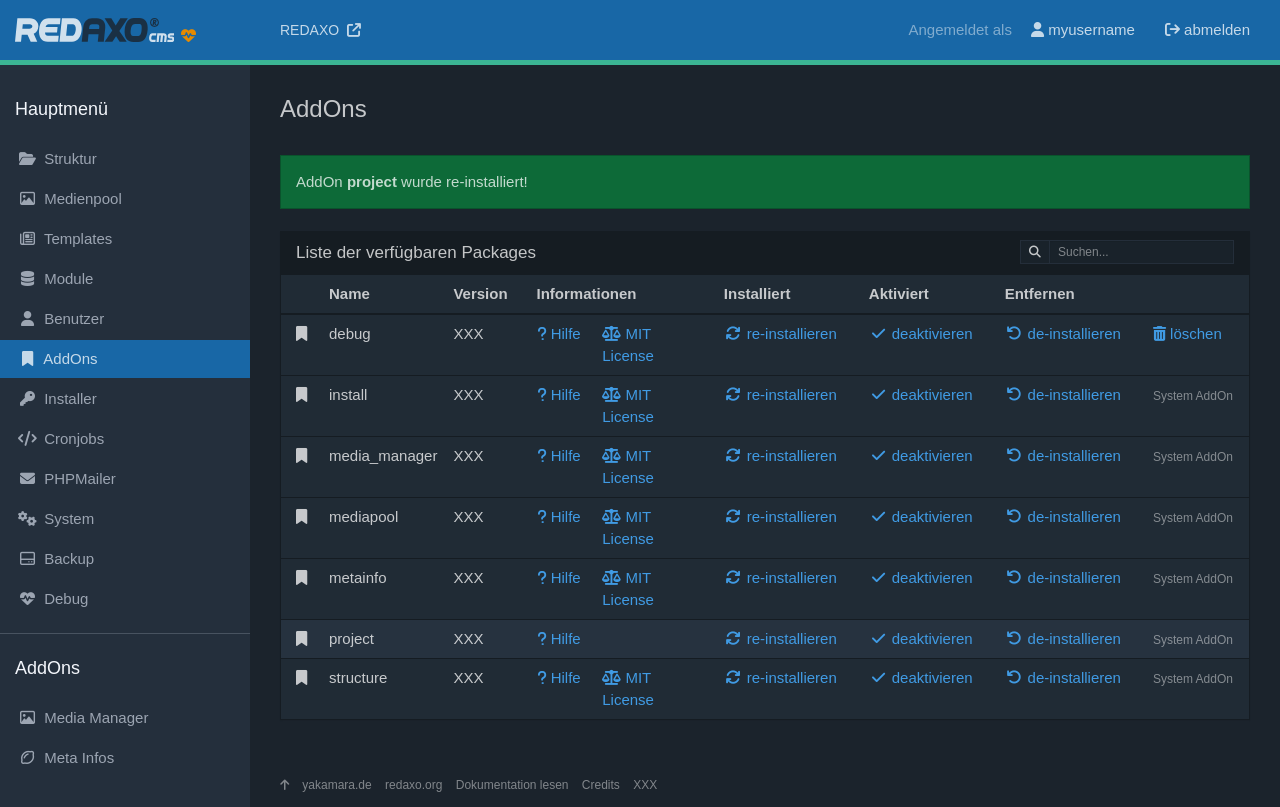 REDAXO® cms
REDAXO
Angemeldet als myusername abmelden
Hauptmenü
Struktur
Medienpool
Templates
Module
Benutzer
AddOns
Installer
Cronjobs
PHPMailer
System
Backup
Debug
AddOns
Media Manager
Meta Infos
AddOns
AddOn project wurde re-installiert!
Liste der verfügbaren Packages
Suchen...
Name Version Informationen Installiert Aktiviert Entfernen
debug XXX Hilfe MIT re-installieren deaktivieren de-installieren löschen
License
install XXX Hilfe MIT re-installieren deaktivieren de-installieren System AddOn
License
media_manager XXX Hilfe MIT re-installieren deaktivieren de-installieren System AddOn
License
mediapool XXX Hilfe MIT re-installieren deaktivieren de-installieren System AddOn
License
metainfo XXX Hilfe MIT re-installieren deaktivieren de-installieren System AddOn
License
project XXX Hilfe re-installieren deaktivieren de-installieren System AddOn
structure XXX Hilfe MIT re-installieren deaktivieren de-installieren System AddOn
License
yakamara.de redaxo.org Dokumentation lesen Credits XXX